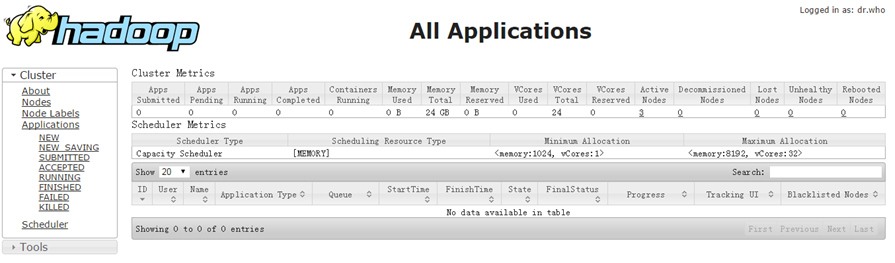 Logged in as: dr.who
hadoop
All Applications
Cluster
About
Nodes
Node Labels
Applications
NEW
NEW_SAVING
SUBMITTED
ACCEPTED
RUNNING
FINISHED
FAILED
KILLED
Scheduler
Tools
Cluster Metrics
Apps Submitted Apps Pending Apps Running Apps Completed Containers Running Memory Used Memory Total Memory Reserved VCores Used VCores Total VCores Reserved Active Nodes Decommissioned Nodes Lost Nodes Unhealthy Nodes Rebooted Nodes
0 0 0 0 0 0 B 24 GB 0 B 0 24 0 3 0 0 0 0
Scheduler Metrics
Scheduler Type Scheduling Resource Type Minimum Allocation Maximum Allocation
Capacity Scheduler [MEMORY] <memory:1024, vCores:1> <memory:8192, vCores:32>
Show 20 entries Search:
ID User Name Application Type Queue StartTime FinishTime State FinalStatus Progress Tracking UI Blacklisted Nodes
No data available in table
Showing 0 to 0 of 0 entries First Previous Next Last